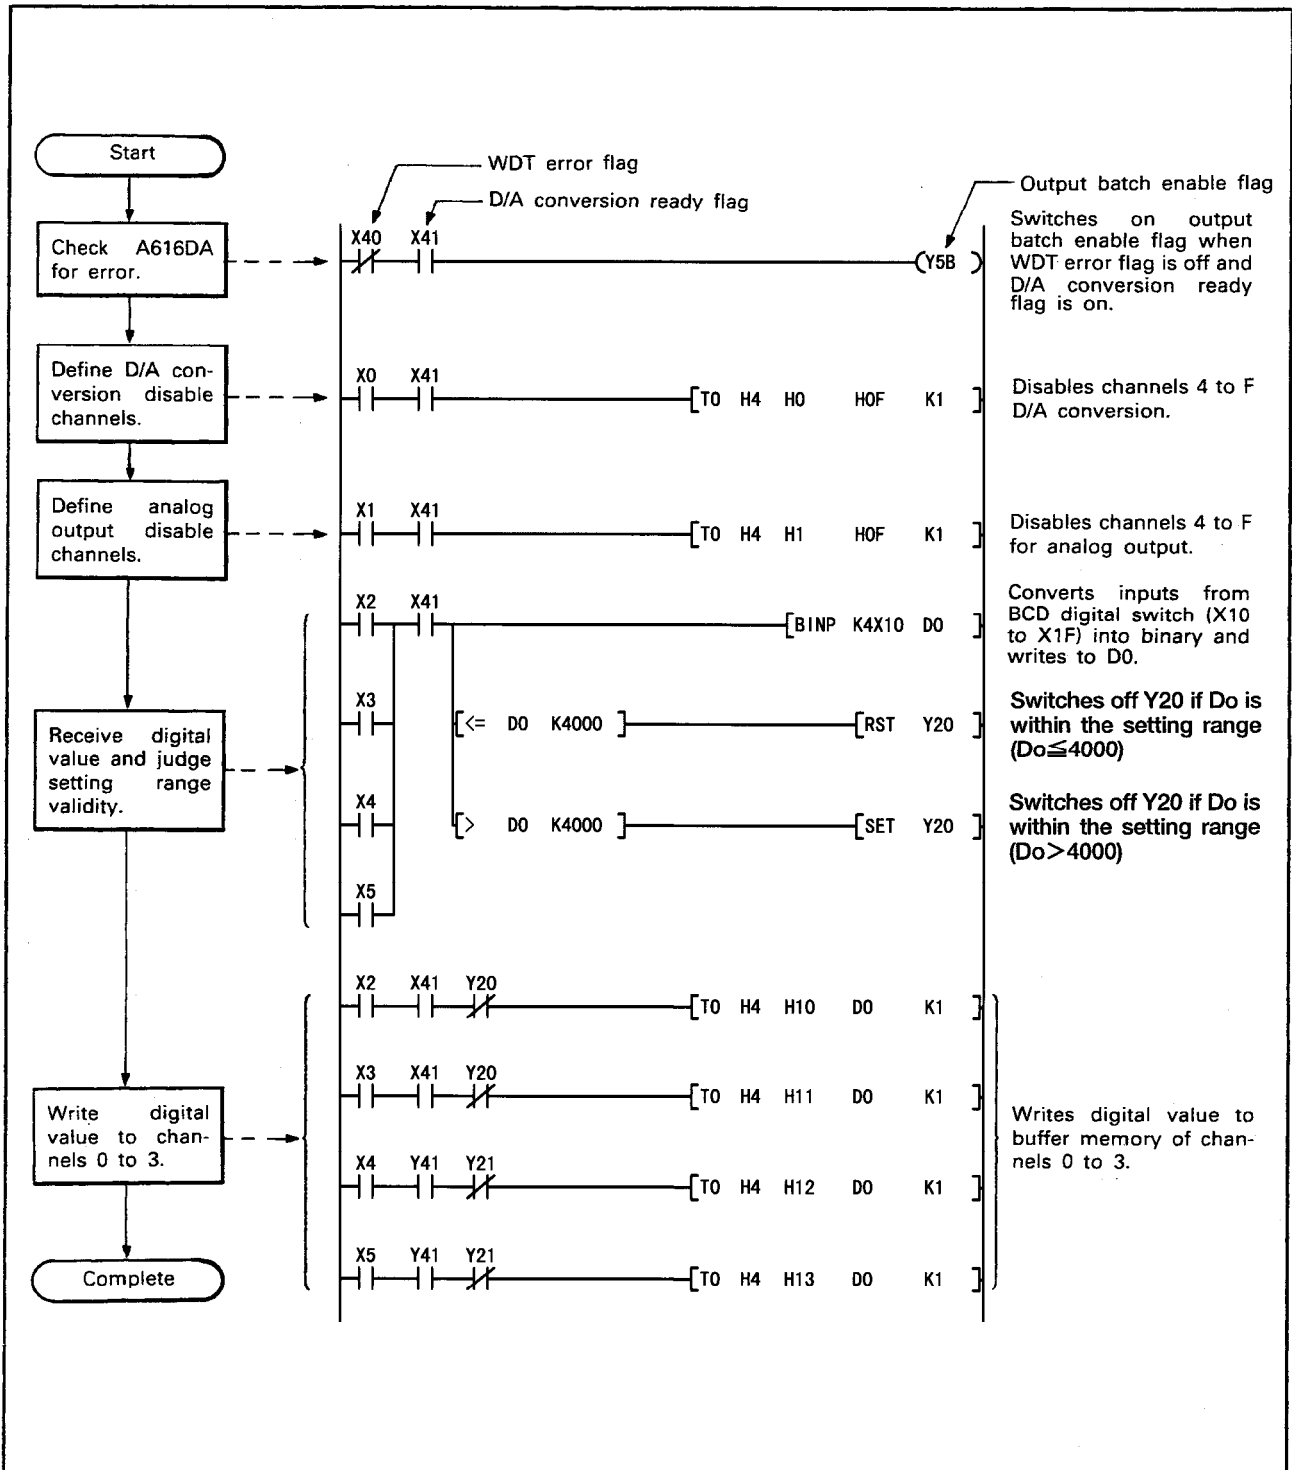 Start
WDT error flag
D/A conversion ready flag
Output batch enable flag
Check A616DA
for error.
X40 X41
(Y5B )
Switches on output
batch enable flag when
WDT error flag is off and
D/A conversion ready
flag is on.
Define D/A con-
version disable
channels.
X0 X41
[TO H4 H0 H0F K1 ]
Disables channels 4 to F
D/A conversion.
Define analog
output disable
channels.
X1 X41
[TO H4 H1 H0F K1 ]
Disables channels 4 to F
for analog output.
X2 X41
[BINP K4X10 D0 ]
Converts inputs from
BCD digital switch (X10
to X1F) into binary and
writes to D0.
Receive digital
value and judge
setting range
validity.
X3
[<= D0 K4000 ] [RST Y20 ]
Switches off Y20 if Do is
within the setting range
(Do≦4000)
X4
[> D0 K4000 ] [SET Y20 ]
Switches off Y20 if Do is
within the setting range
(Do>4000)
X5
X2 X41 Y20
[TO H4 H10 D0 K1 ]
X3 X41 Y20
[TO H4 H11 D0 K1 ]
Write digital
value to chan-
nels 0 to 3.
Writes digital value to
buffer memory of chan-
nels 0 to 3.
X4 Y41 Y21
[TO H4 H12 D0 K1 ]
X5 Y41 Y21
[TO H4 H13 D0 K1 ]
Complete